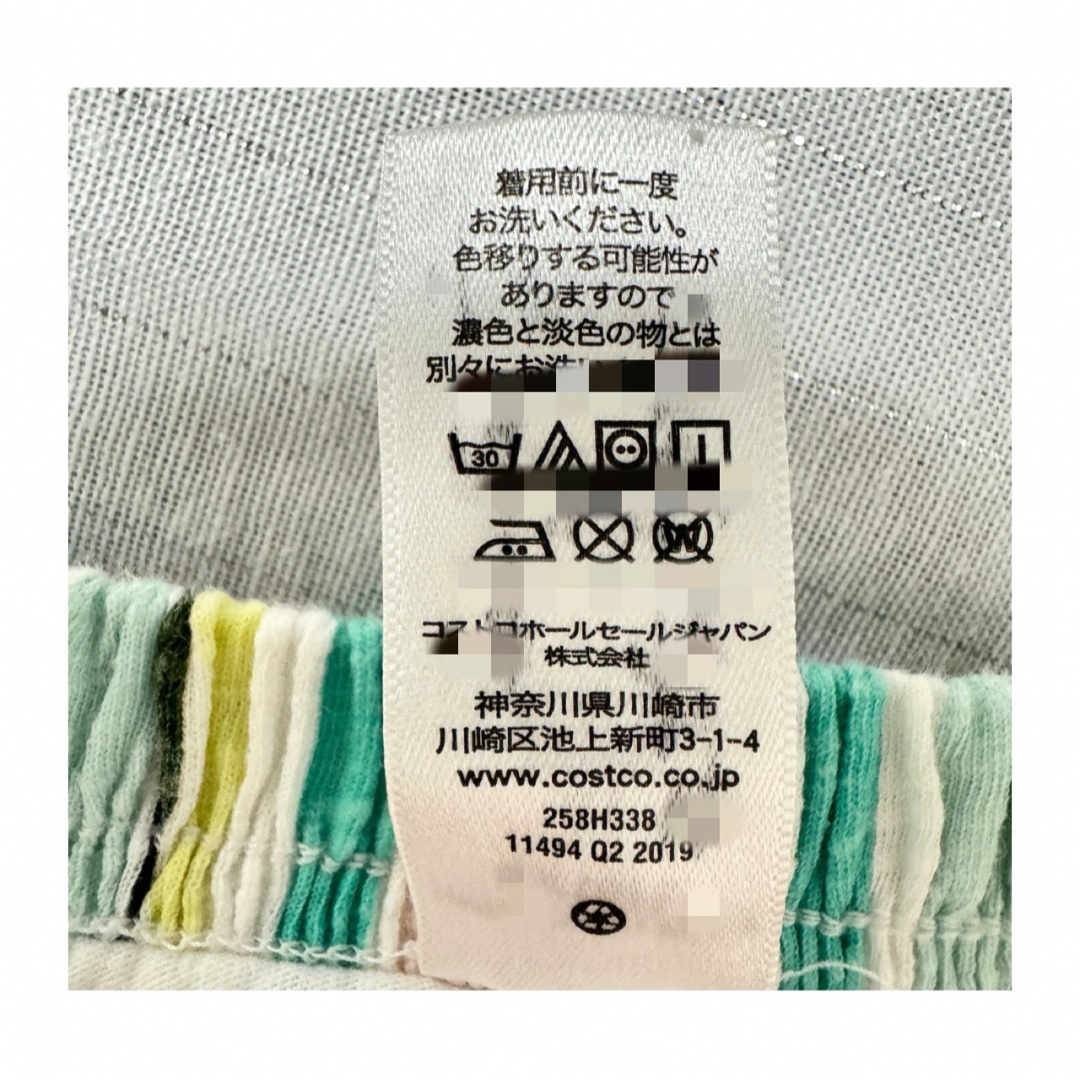 着用前に一度
お洗いください。
色移りする可能性が
ありますので
濃色と淡色の物とは
別々にお洗
30
W
コストコホールセールジャパン
株式会社
神奈川県川崎市
川崎区池上新町3-1-4
www.costco.co.jp
258H338
11494 Q2 2019